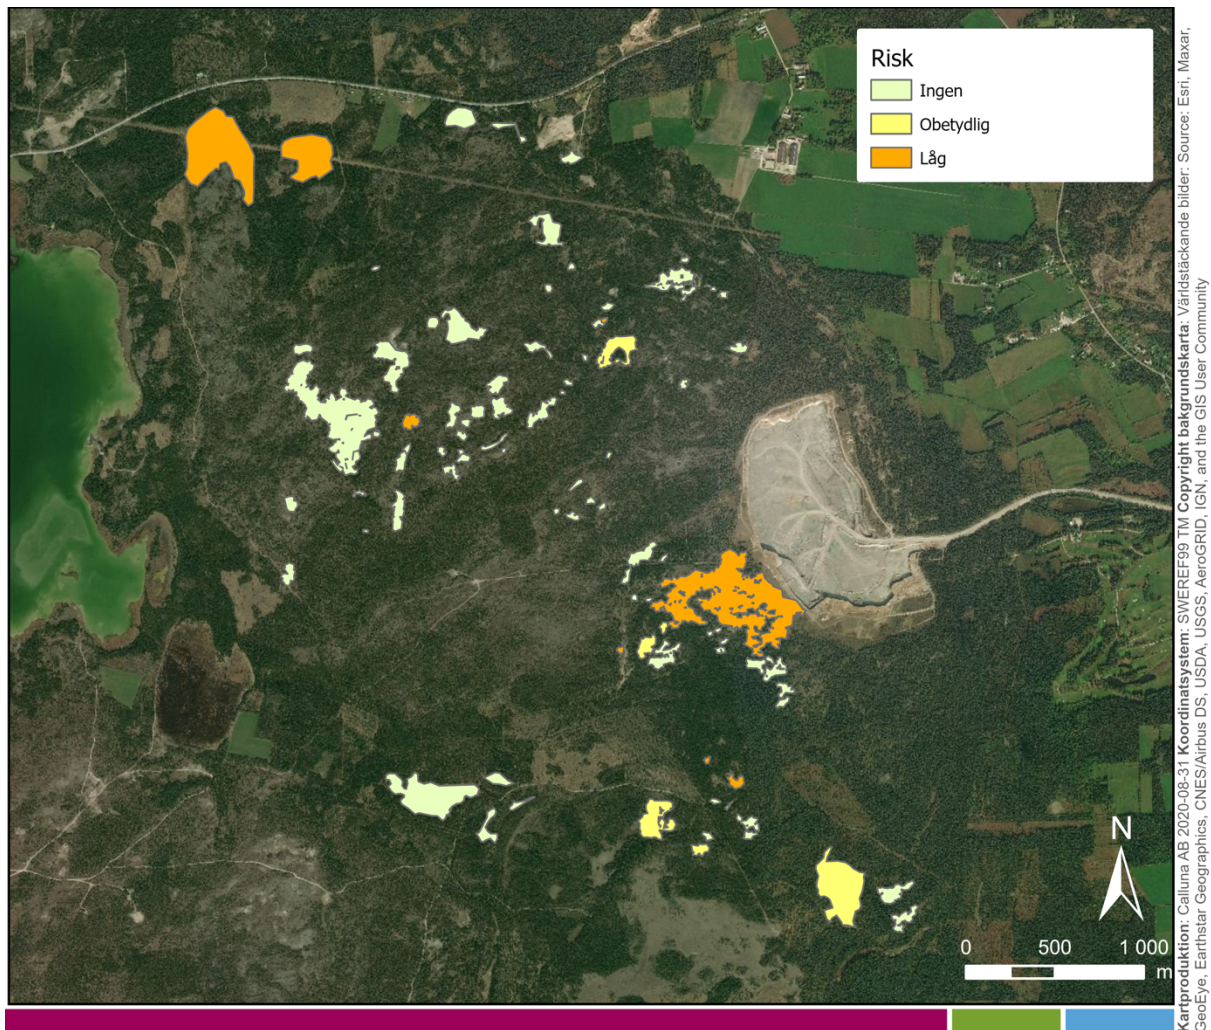 Risk
Ingen
Obetydlig
Låg
N
0 500 1 000
m
Kartproduktion: Calluna AB 2020-08-31 Koordinatsystem: SWEREF99 TM Copyright bakgrundskarta: Världstäckande bilder: Source: Esri, Maxar,
GeoEye, Earthstar Geographics, CNES/Airbus DS, USDA, USGS, AeroGRID, IGN, and the GIS User Community